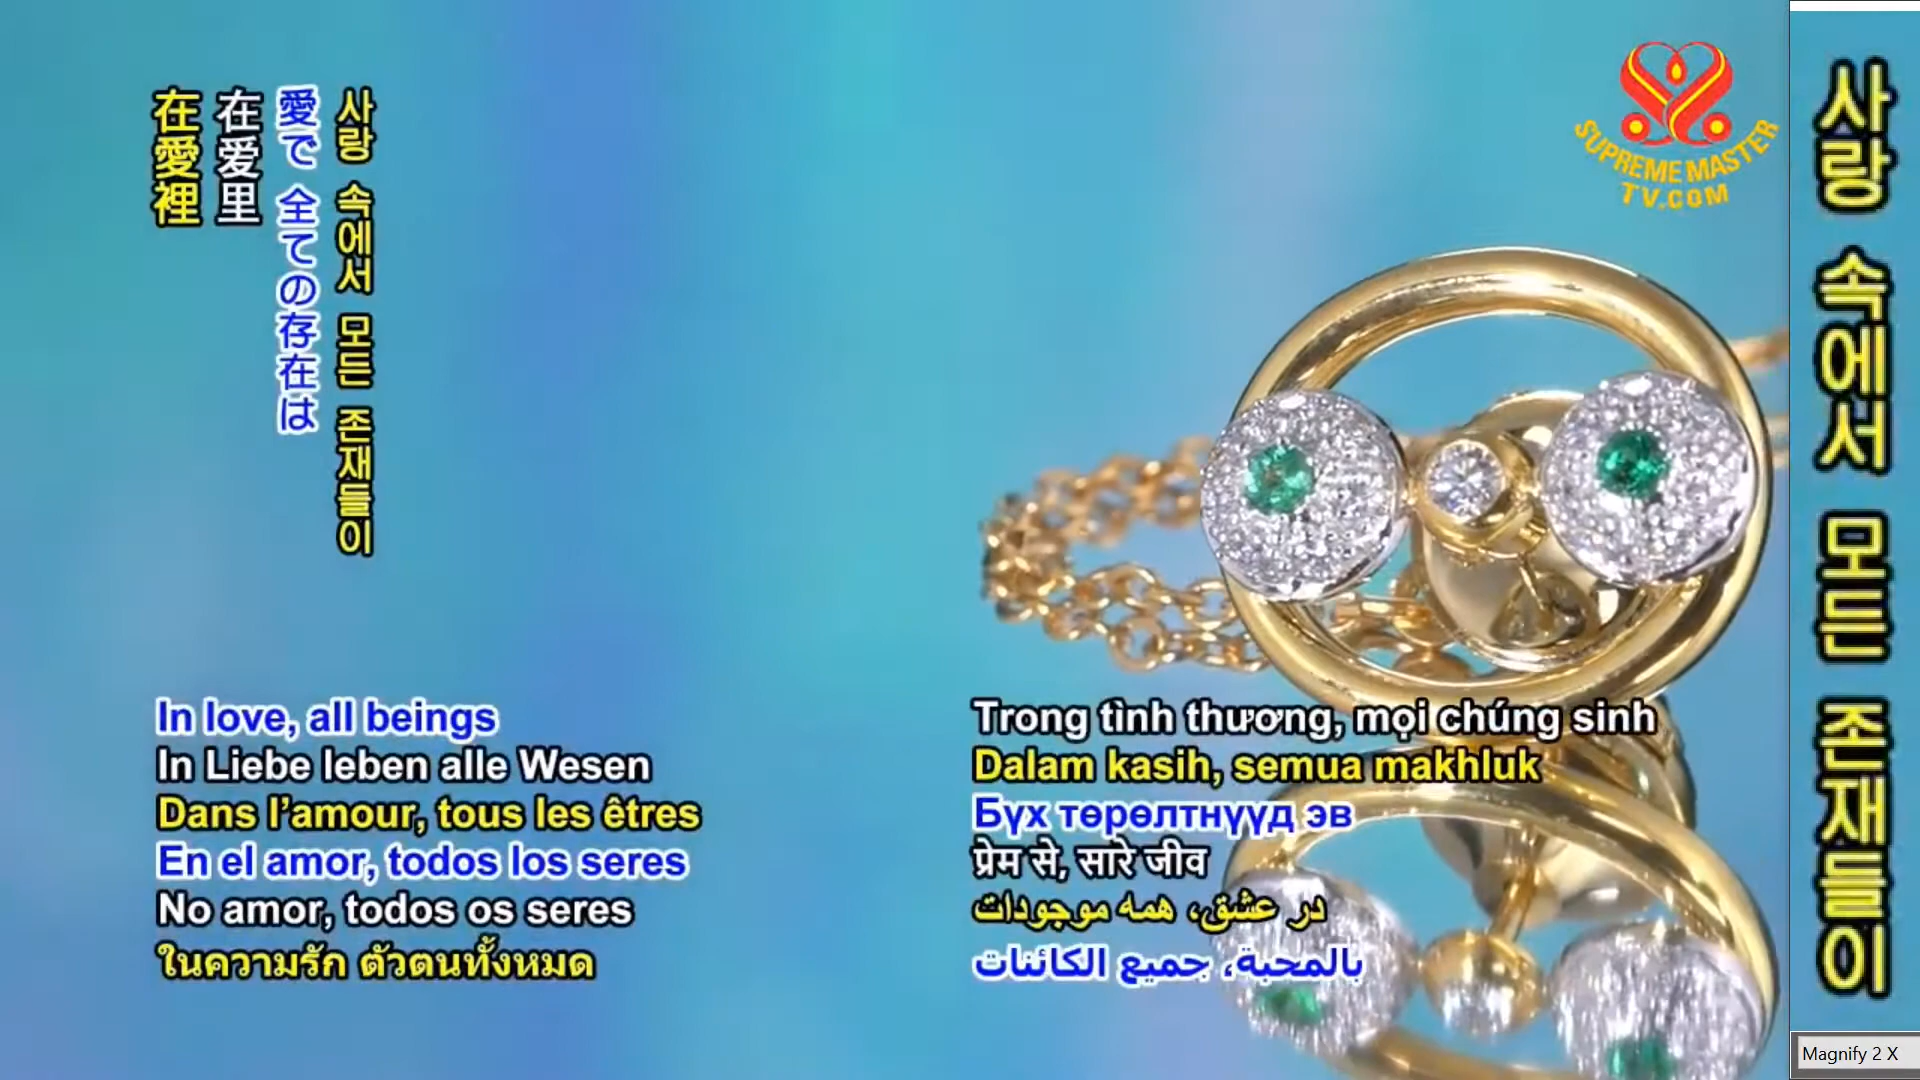 사랑 속에서 모든 존재들이
愛で 全ての存在は
在爱里
在愛裡
SUPREME MASTER
TV.COM
In love, all beings
In Liebe leben alle Wesen
Dans l’amour, tous les êtres
En el amor, todos los seres
No amor, todos os seres
ในความรัก ตัวตนทั้งหมด
Trong tình thương, mọi chúng sinh
Dalam kasih, semua makhluk
Бүх төрөлтнүүд эв
प्रेम से, सारे जीव
در عشق، همه موجودات
بالمحبة، جميع الكائنات
사랑 속에서 모든 존재들이
Magnify 2 X